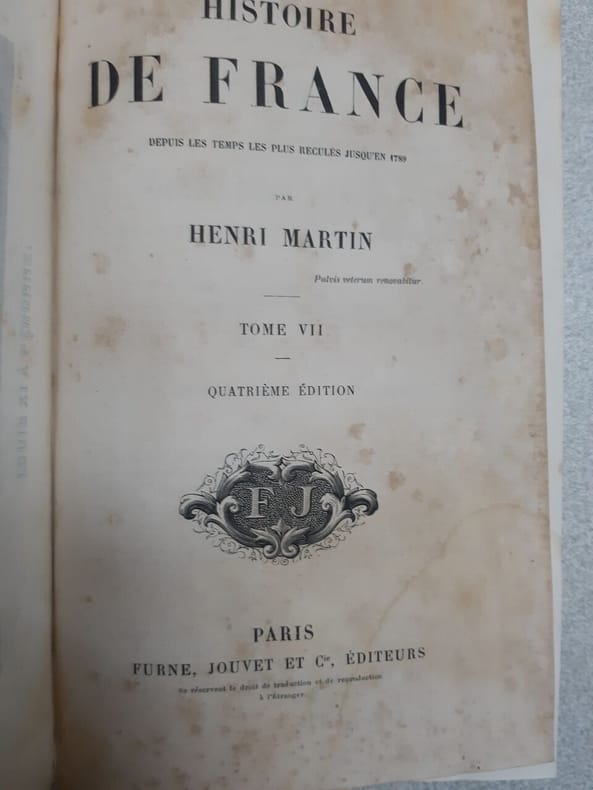 HISTOIRE
DE FRANCE
DEPUIS LES TEMPS LES PLUS RECULÉS JUSQU'EN 1789
PAR
HENRI MARTIN
Pulvis veterum renovabitur.
TOME VII
QUATRIÈME ÉDITION
F J
PARIS
FURNE, JOUVET ET Cie, ÉDITEURS
Se réservent le droit de traduction et de reproduction
à l'étranger.